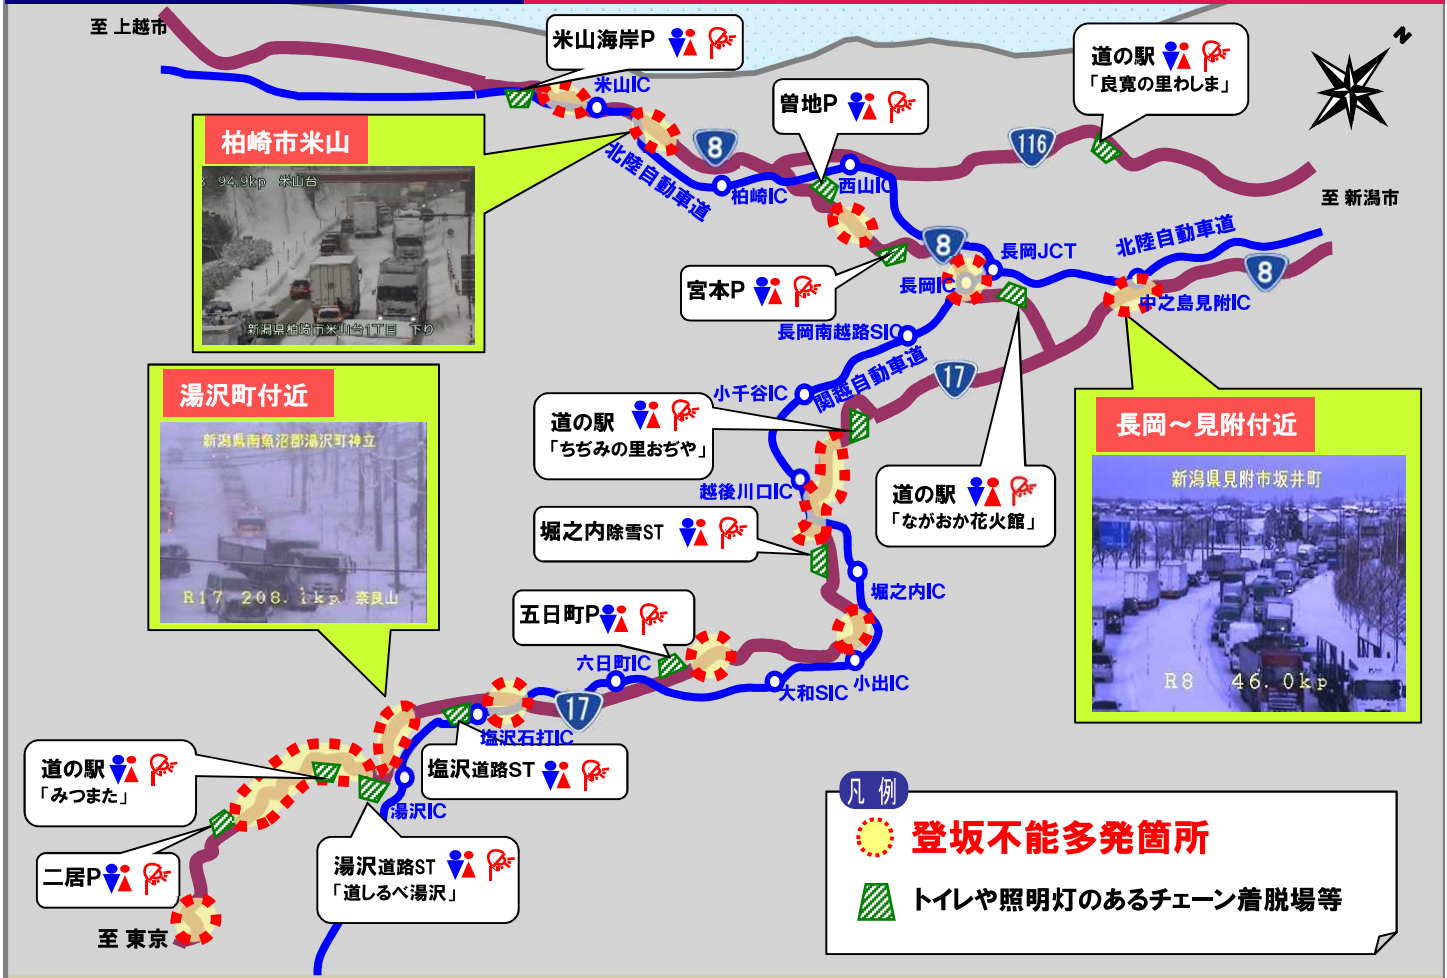 至 上越市
米山海岸P
米山IC
道の駅
「良寛の里わしま」
N
曽地P
116
8
柏崎市米山
94.9kp 米山台
新潟県柏崎市米山台1丁目 下り
北陸自動車道
柏崎IC
西山IC
至 新潟市
北陸自動車道
8
長岡JCT
8
宮本P
長岡IC
中之島見附IC
長岡南越路SIC
関越自動車道
17
湯沢町付近
新潟県南魚沼郡湯沢町神立
R17 208.1kp 奈良山
小千谷IC
道の駅
「ちぢみの里おぢや」
長岡～見附付近
新潟県見附市坂井町
R8 46.0kp
越後川口IC
道の駅
「ながおか花火館」
堀之内除雪ST
堀之内IC
五日町P
六日町IC
大和SIC
小出IC
17
塩沢石打IC
塩沢道路ST
道の駅
「みつまた」
湯沢IC
湯沢道路ST
「道しるべ湯沢」
二居P
至 東京
凡 例
登坂不能多発箇所
トイレや照明灯のあるチェーン着脱場等